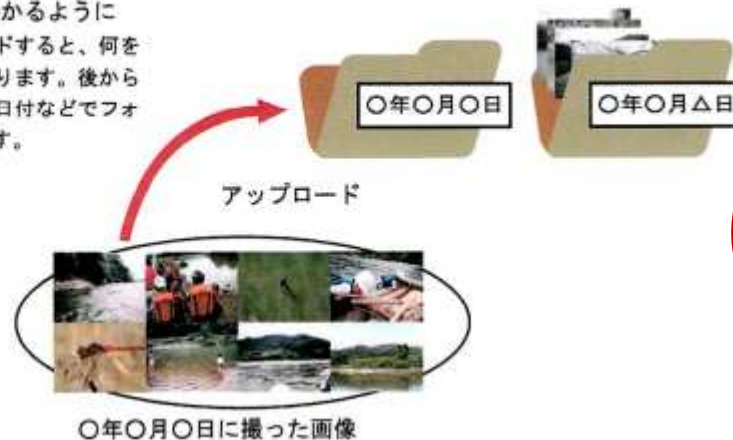 かるように
ドすると、何を
ります。後から
日付などでフォ
す。
○年○月○日
○年○月△日
アップロード
○年○月○日に撮った画像